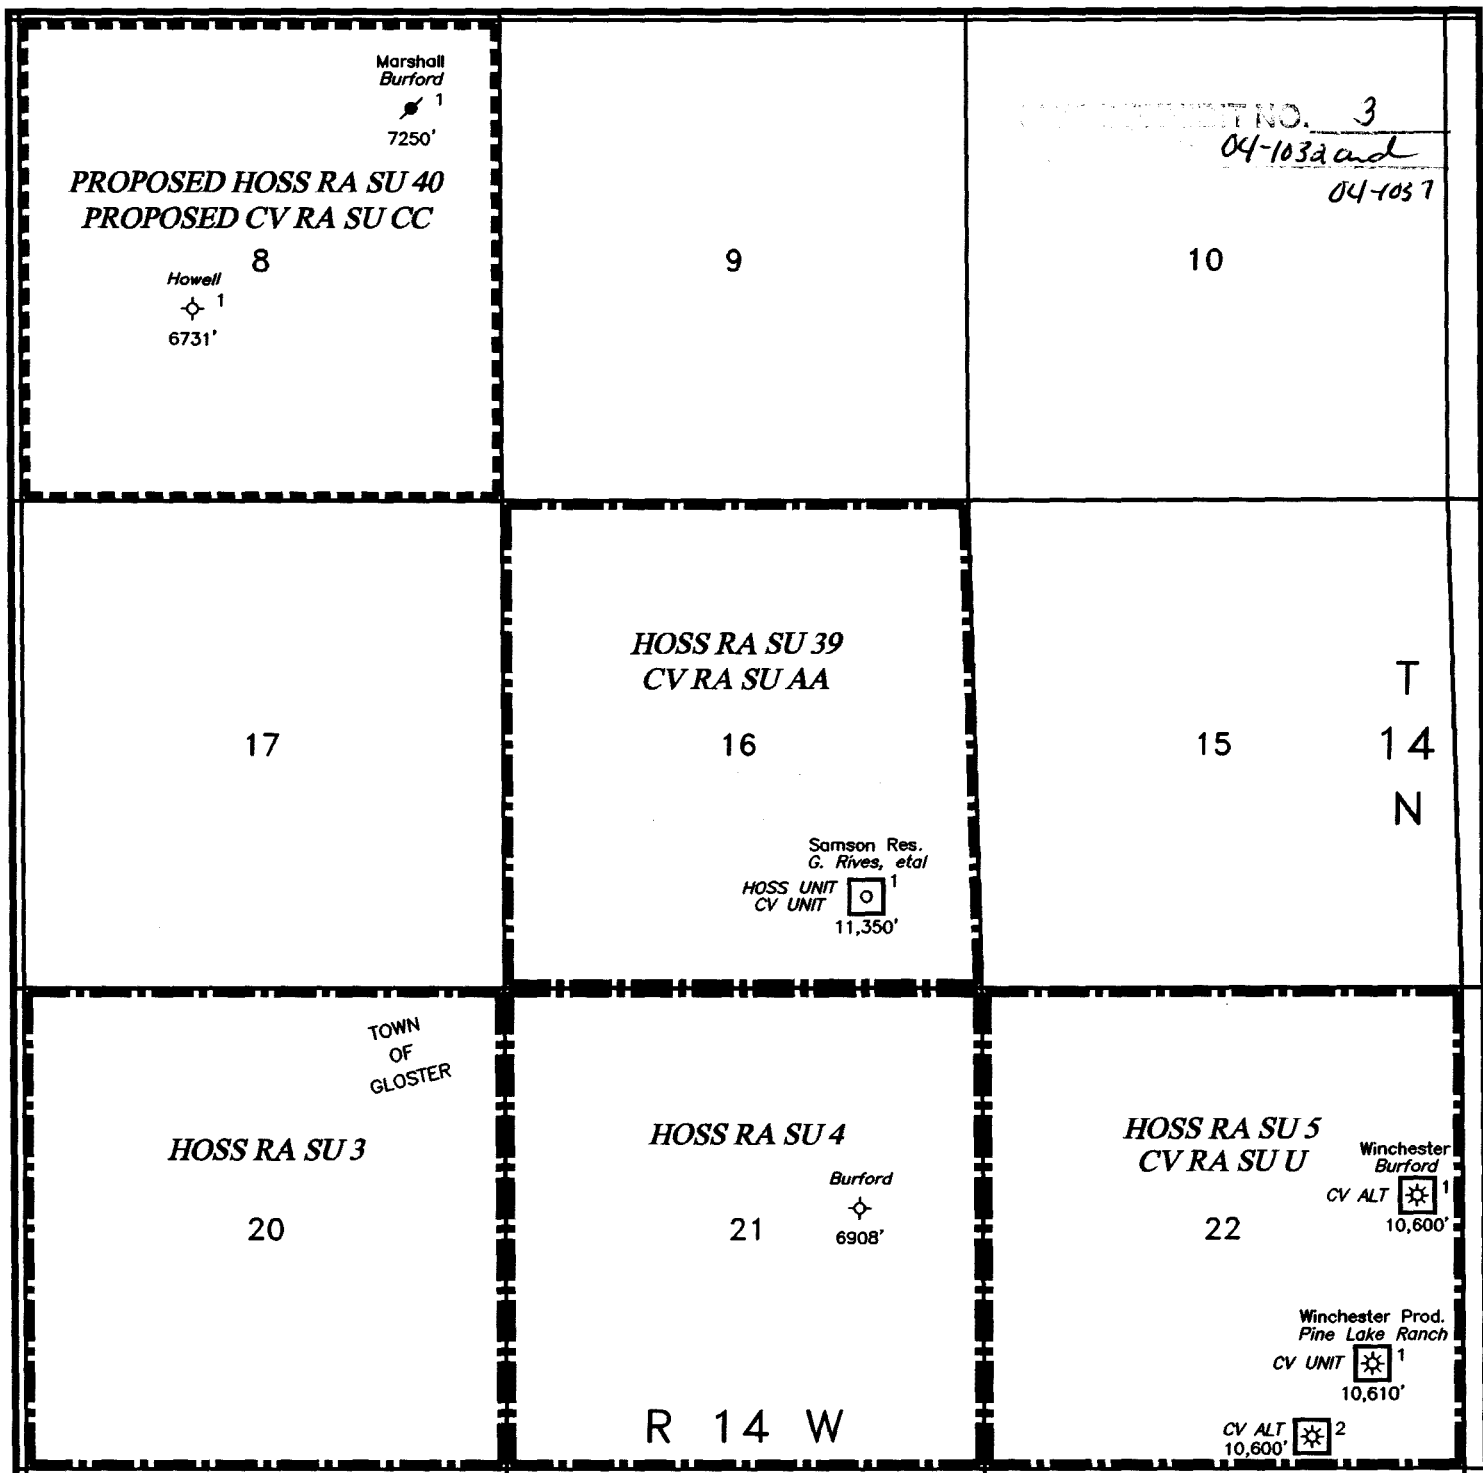 Marshall
Burford
1
7250'
PROPOSED HOSS RA SU 40
PROPOSED CV RA SU CC
8
Howell
1
6731'
9
NO. 3
04-1032 and
04-1037
10
17
HOSS RA SU 39
CV RA SU AA
16
Samson Res.
G. Rives, etal
HOSS UNIT 1
CV UNIT
11,350'
15
T
14
N
TOWN
OF
GLOSTER
HOSS RA SU 3
20
HOSS RA SU 4
Burford
21
6908'
R 14 W
HOSS RA SU 5
CV RA SU U
Winchester
Burford
CV ALT 1
10,600'
22
Winchester Prod.
Pine Lake Ranch
CV UNIT 1
10,610'
CV ALT 2
10,600'